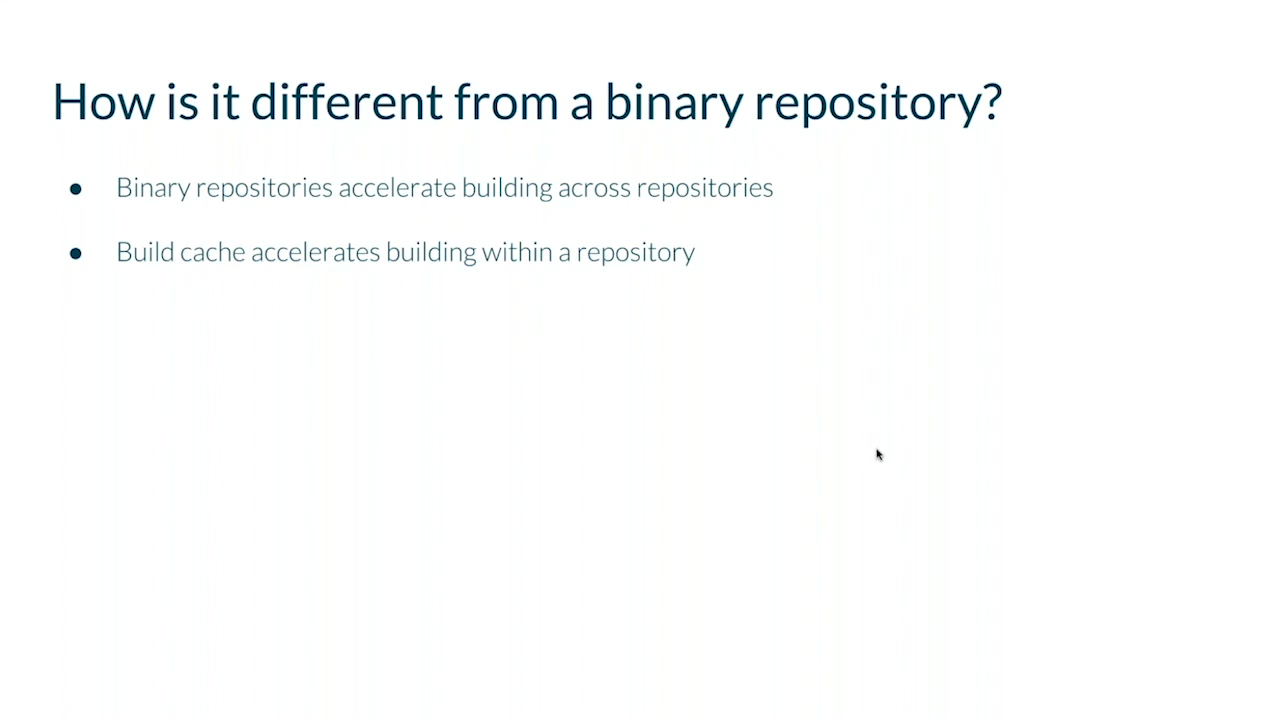 How is it different from a binary repository?
● Binary repositories accelerate building across repositories
● Build cache accelerates building within a repository